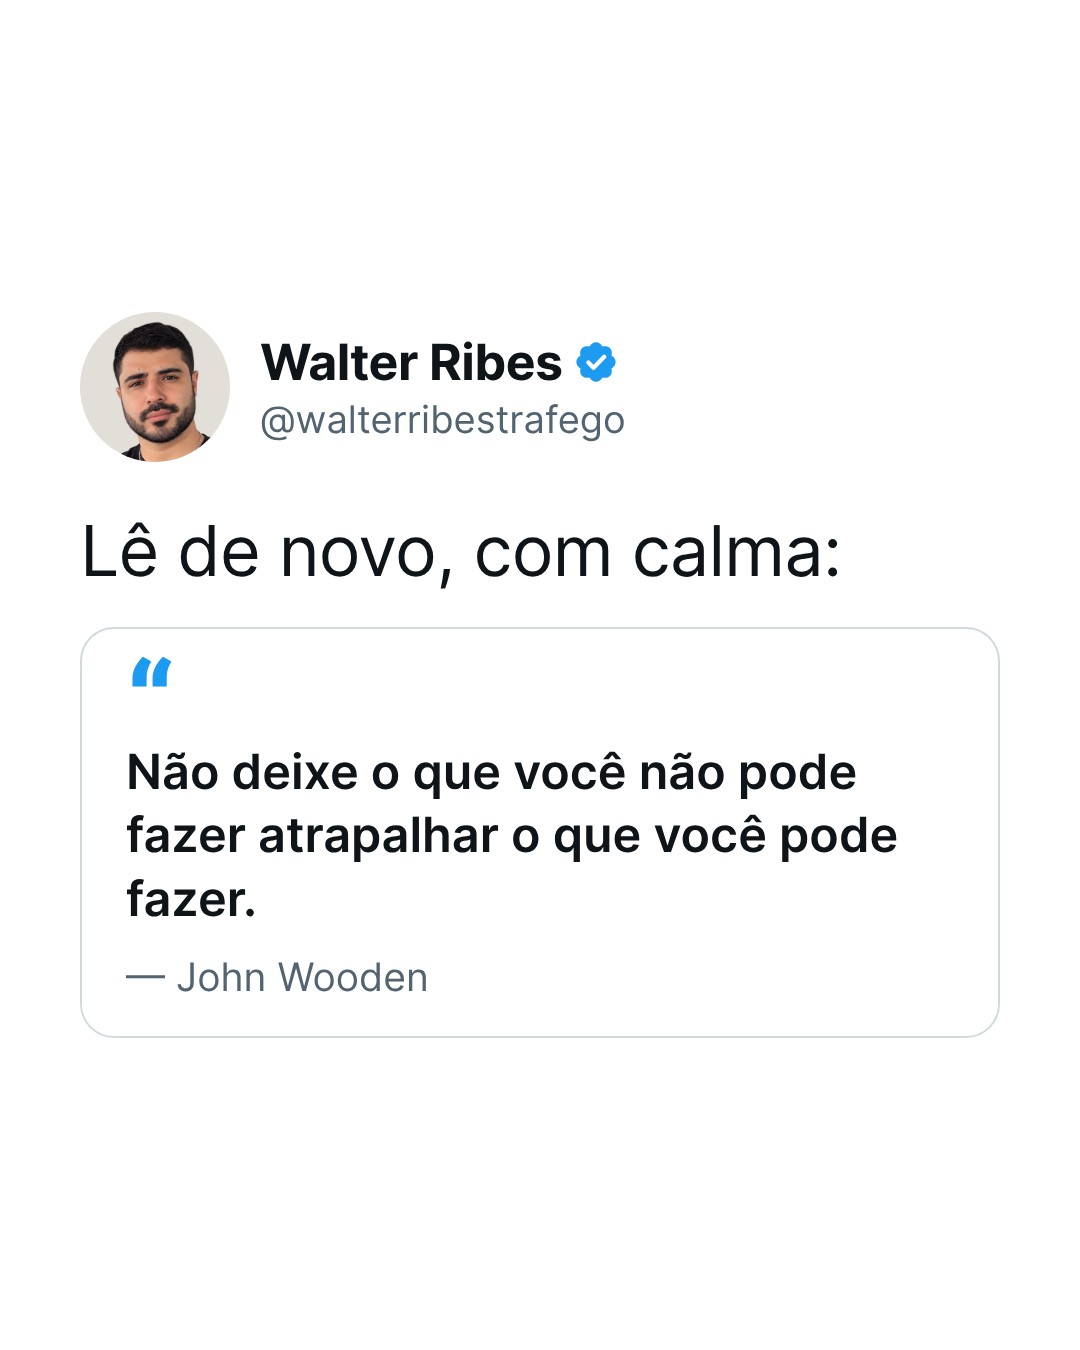 Walter Ribes
@walterribestrafego
Lê de novo, com calma:
“
Não deixe o que você não pode
fazer atrapalhar o que você pode
fazer.
— John Wooden